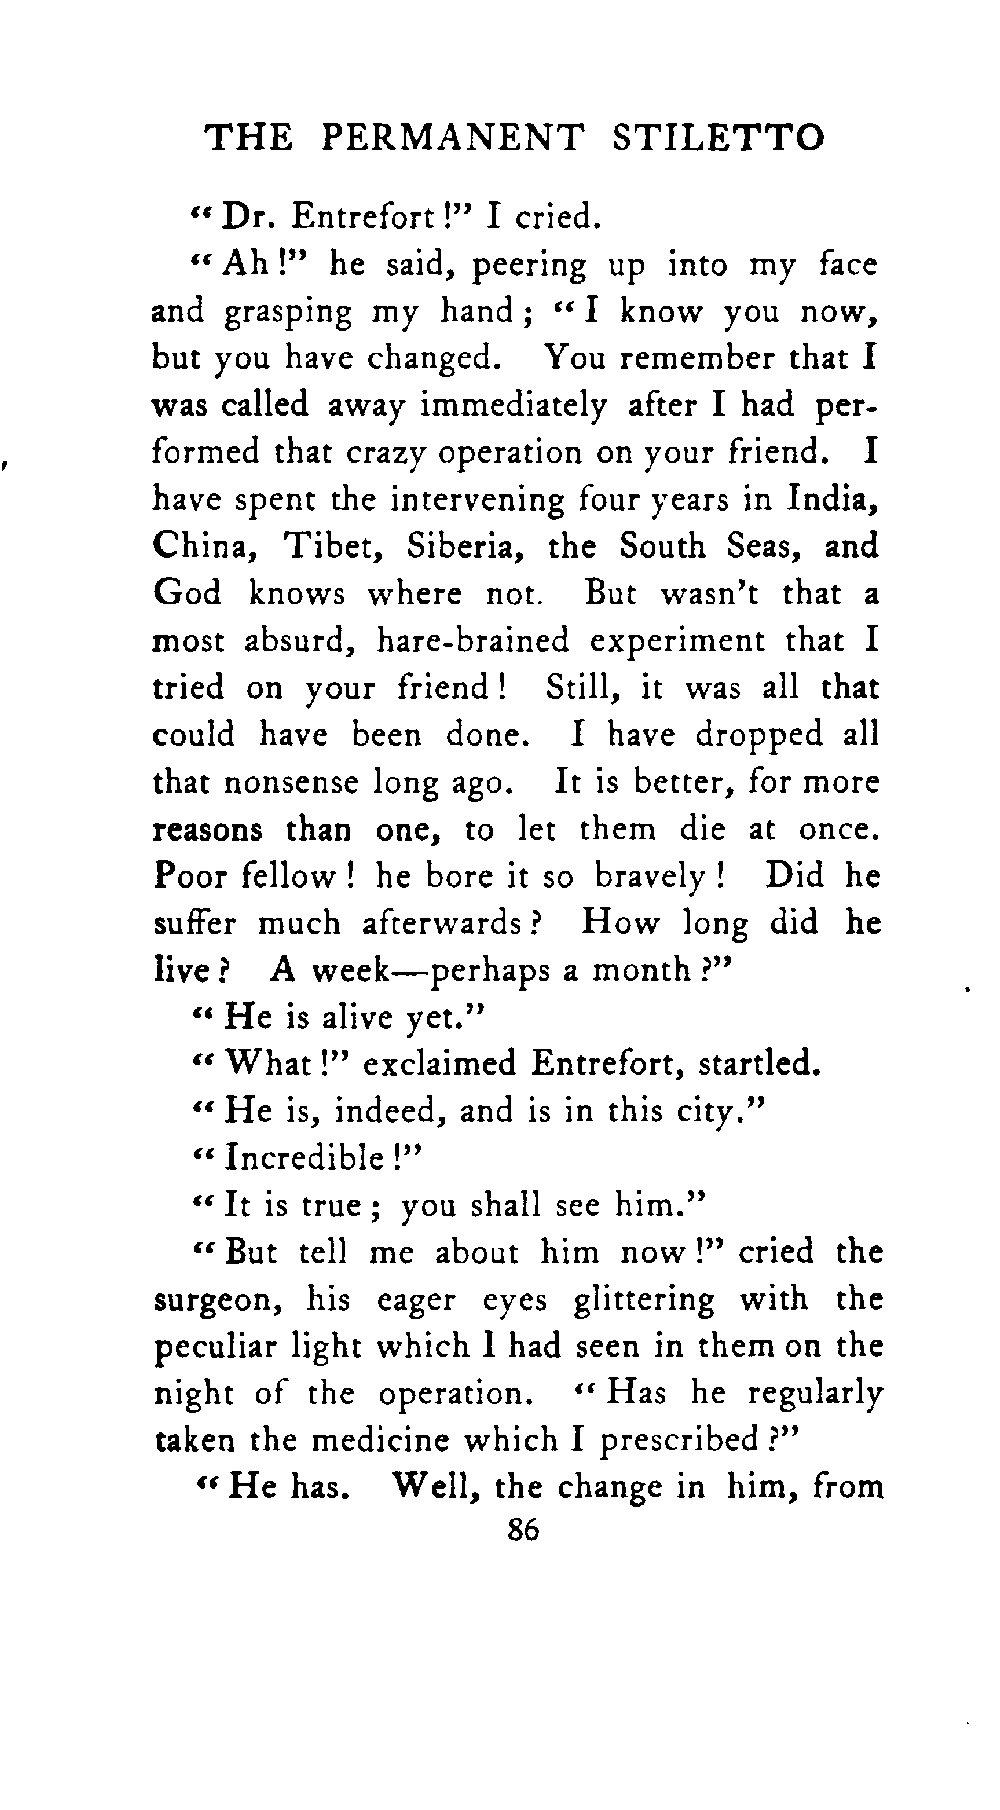 THE PERMANENT STILETTO
“ Dr. Entrefort !” I cried.
“ Ah !” he said, peering up into my face
and grasping my hand ; “ I know you now,
but you have changed. You remember that I
was called away immediately after I had per-
formed that crazy operation on your friend. I
have spent the intervening four years in India,
China, Tibet, Siberia, the South Seas, and
God knows where not. But wasn’t that a
most absurd, hare-brained experiment that I
tried on your friend ! Still, it was all that
could have been done. I have dropped all
that nonsense long ago. It is better, for more
reasons than one, to let them die at once.
Poor fellow ! he bore it so bravely ! Did he
suffer much afterwards ? How long did he
live ? A week—perhaps a month ?”
“ He is alive yet.”
“ What !” exclaimed Entrefort, startled.
“ He is, indeed, and is in this city.”
“ Incredible !”
“ It is true ; you shall see him.”
“ But tell me about him now !” cried the
surgeon, his eager eyes glittering with the
peculiar light which I had seen in them on the
night of the operation. “ Has he regularly
taken the medicine which I prescribed ?”
“ He has. Well, the change in him, from
86